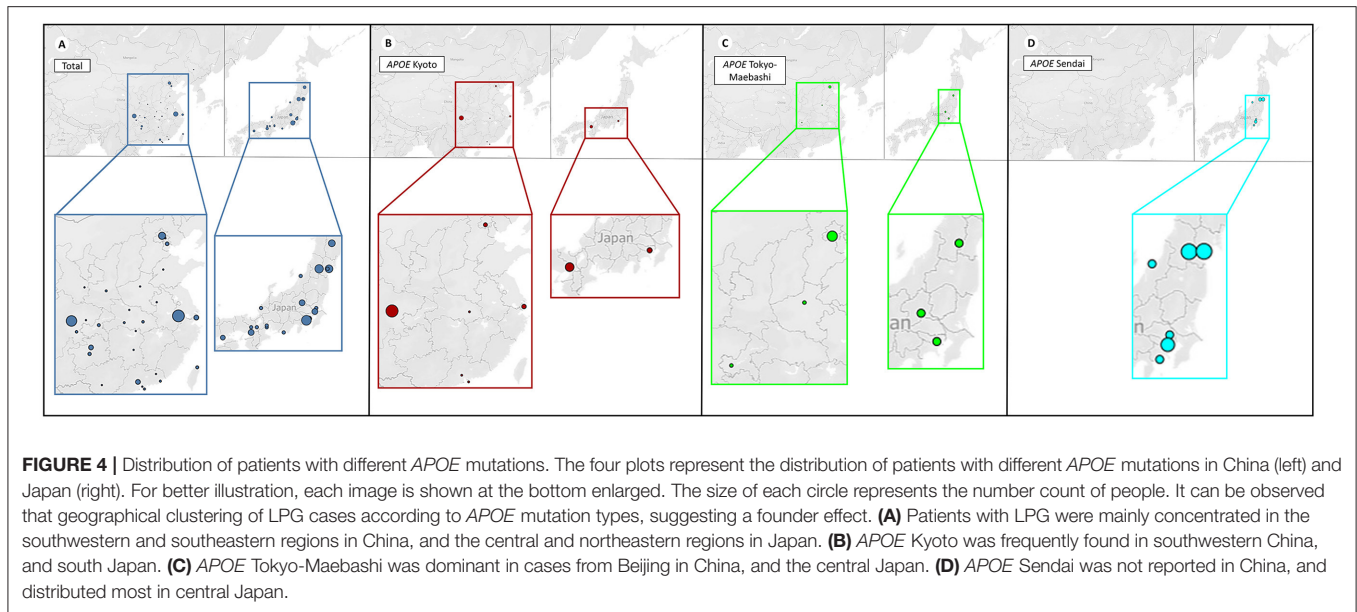 A
Total
B
APOE Kyoto
C
APOE Tokyo-
Maebashi
D
APOE Sendai
Japan
Japan
an
FIGURE 4 | Distribution of patients with different APOE mutations. The four plots represent the distribution of patients with different APOE mutations in China (left) and
Japan (right). For better illustration, each image is shown at the bottom enlarged. The size of each circle represents the number count of people. It can be observed
that geographical clustering of LPG cases according to APOE mutation types, suggesting a founder effect. (A) Patients with LPG were mainly concentrated in the
southwestern and southeastern regions in China, and the central and northeastern regions in Japan. (B) APOE Kyoto was frequently found in southwestern China,
and south Japan. (C) APOE Tokyo-Maebashi was dominant in cases from Beijing in China, and the central Japan. (D) APOE Sendai was not reported in China, and
distributed most in central Japan.